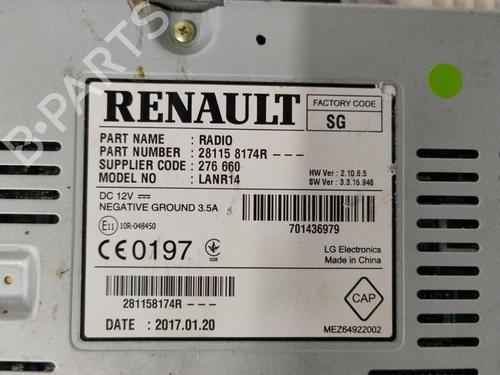 RENAULT
FACTORY CODE
SG
PART NAME : RADIO
PART NUMBER : 28115 8174R ---
SUPPLIER CODE : 276 660
MODEL NO : LANR14
HW Ver : 2.10.6.5
SW Ver : 3.3.16.946
DC 12V
NEGATIVE GROUND 3.5A
E11 10R-048450
701436979
CE0197
028
LG Electronics
Made in China
281158174R ---
CAP
DATE : 2017.01.20
MEZ64922002
B-PARTS